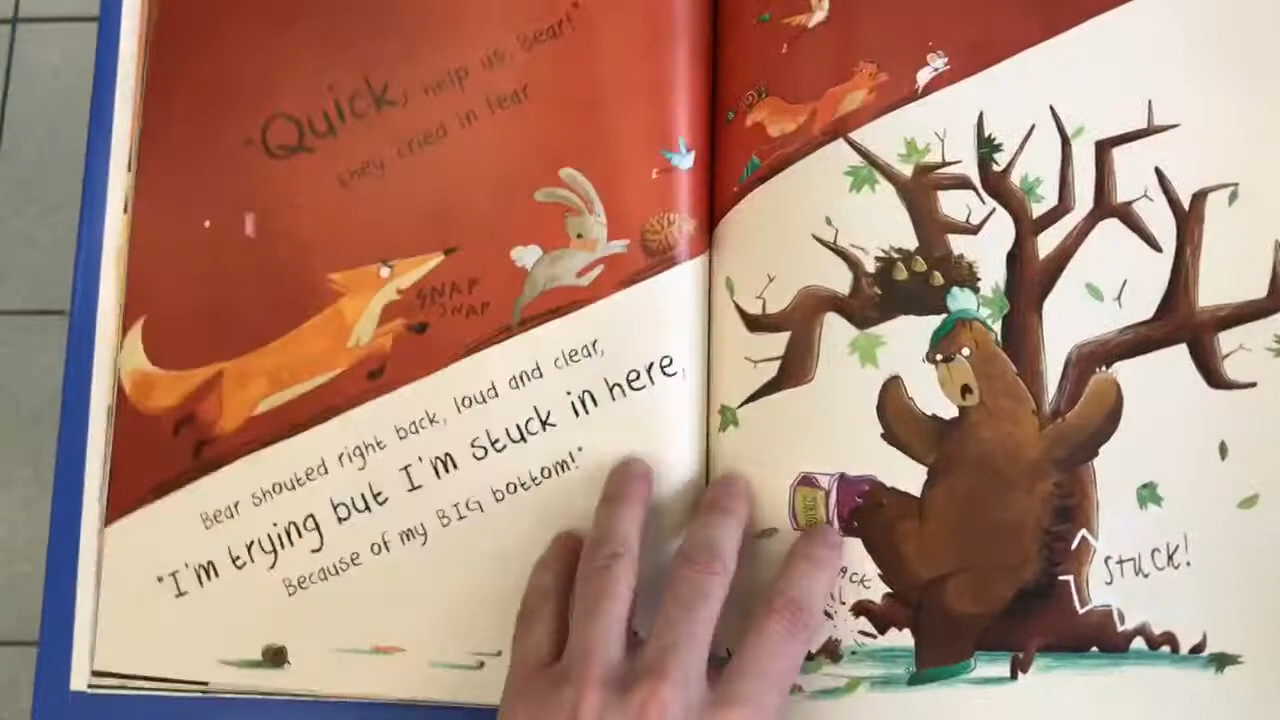 "Quick, help us, Bear!"
they cried in fear
SNAP
SNAP
Bear shouted right back, loud and clear,
"I'm trying but I'm stuck in here,
Because of my BIG bottom!"
STUCK!